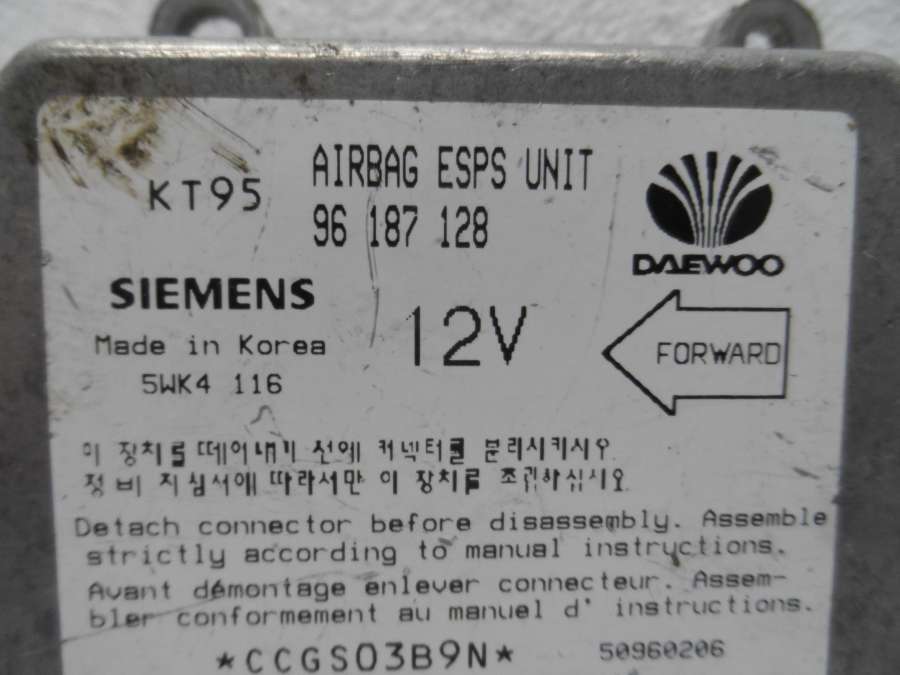 KT95
AIRBAG ESPS UNIT
96 187 128
DAEWOO
SIEMENS
Made in Korea
5WK4 116
12V
FORWARD
이 장치를 떼어내기 전에 커넥터를 분리시키시오
정비 지침서에 따라서만 이 장치를 조립하십시오
Detach connector before disassembly. Assemble
strictly according to manual instructions.
Avant démontage enlever connecteur. Assem-
bler conformement au manuel d' instructions.
*CCGS03B9N*
50960206